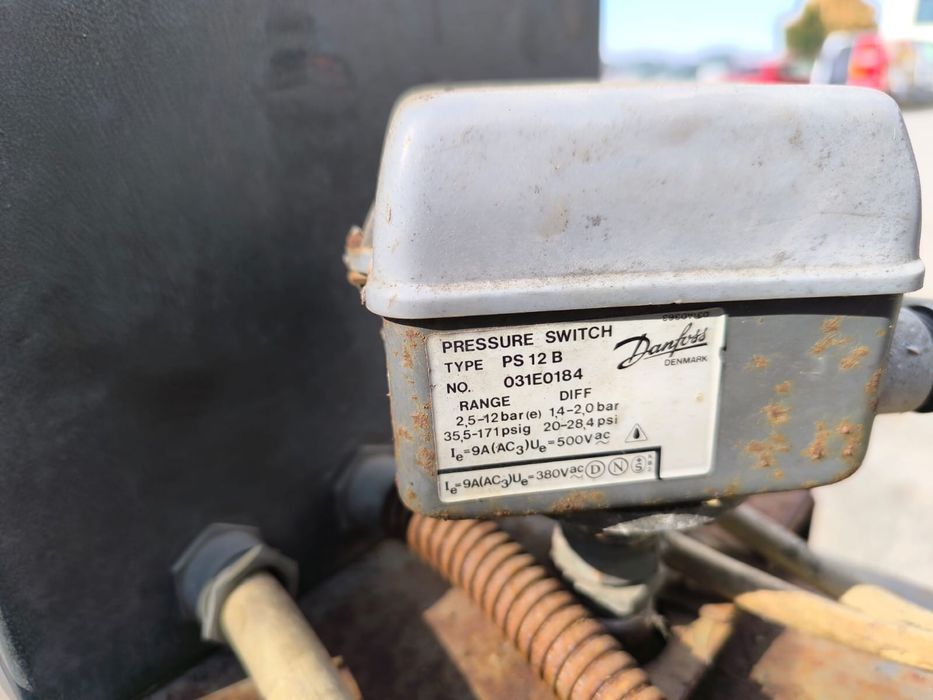 PRESSURE SWITCH
TYPE PS 12 B
NO. 031E0184
Danfoss
DENMARK
RANGE DIFF
2,5–12 bar(e) 1,4–2,0 bar
35,5–171 psig 20–28,4 psi
Ie=9A(AC3)Ue=500Vac
Ie=9A(AC3)Ue=380Vac D N S